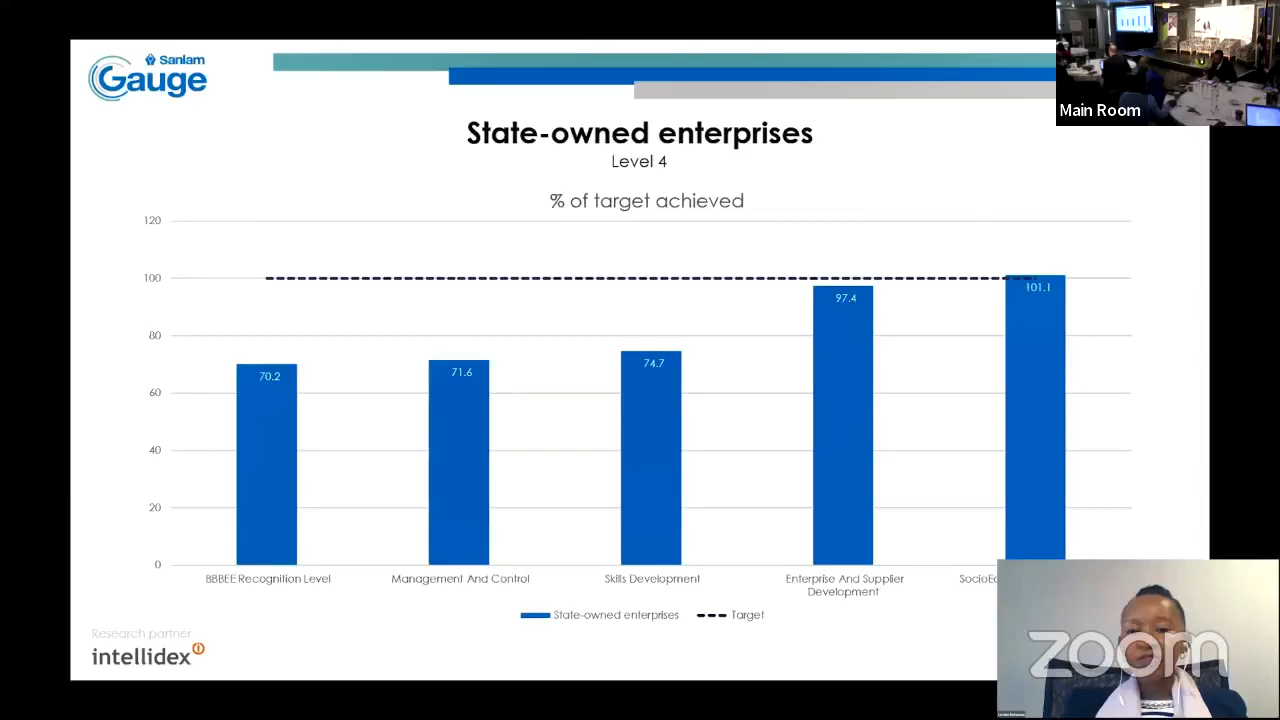 Sanlam
Gauge
Main Room
State-owned enterprises
Level 4
% of target achieved
120
100
80
60
40
20
0
70.2
71.6
74.7
97.4
101.1
BBBEE Recognition Level
Management And Control
Skills Development
Enterprise And Supplier
Development
State-owned enterprises
Target
Research partner
intellidex
zoom